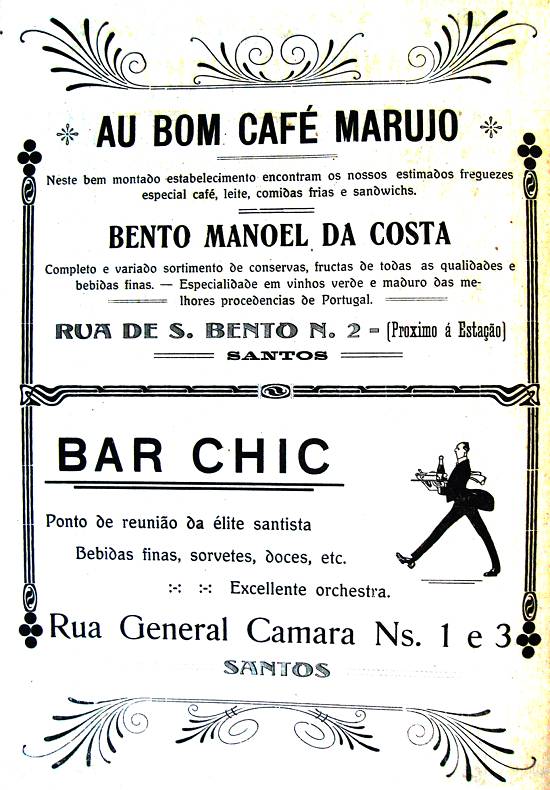 AU BOM CAFÉ MARUJO
Neste bem montado estabelecimento encontram os nossos estimados freguezes
especial café, leite, comidas frias e sandwichs.
BENTO MANOEL DA COSTA
Completo e variado sortimento de conservas, fructas de todas as qualidades e
bebidas finas. — Especialidade em vinhos verde e maduro das me-
lhores procedencias de Portugal.
RUA DE S. BENTO N. 2 - (Proximo á Estação)
SANTOS
BAR CHIC
Ponto de reunião da élite santista
Bebidas finas, sorvetes, doces, etc.
:-: :-: Excellente orchestra.
Rua General Camara Ns. 1 e 3
SANTOS